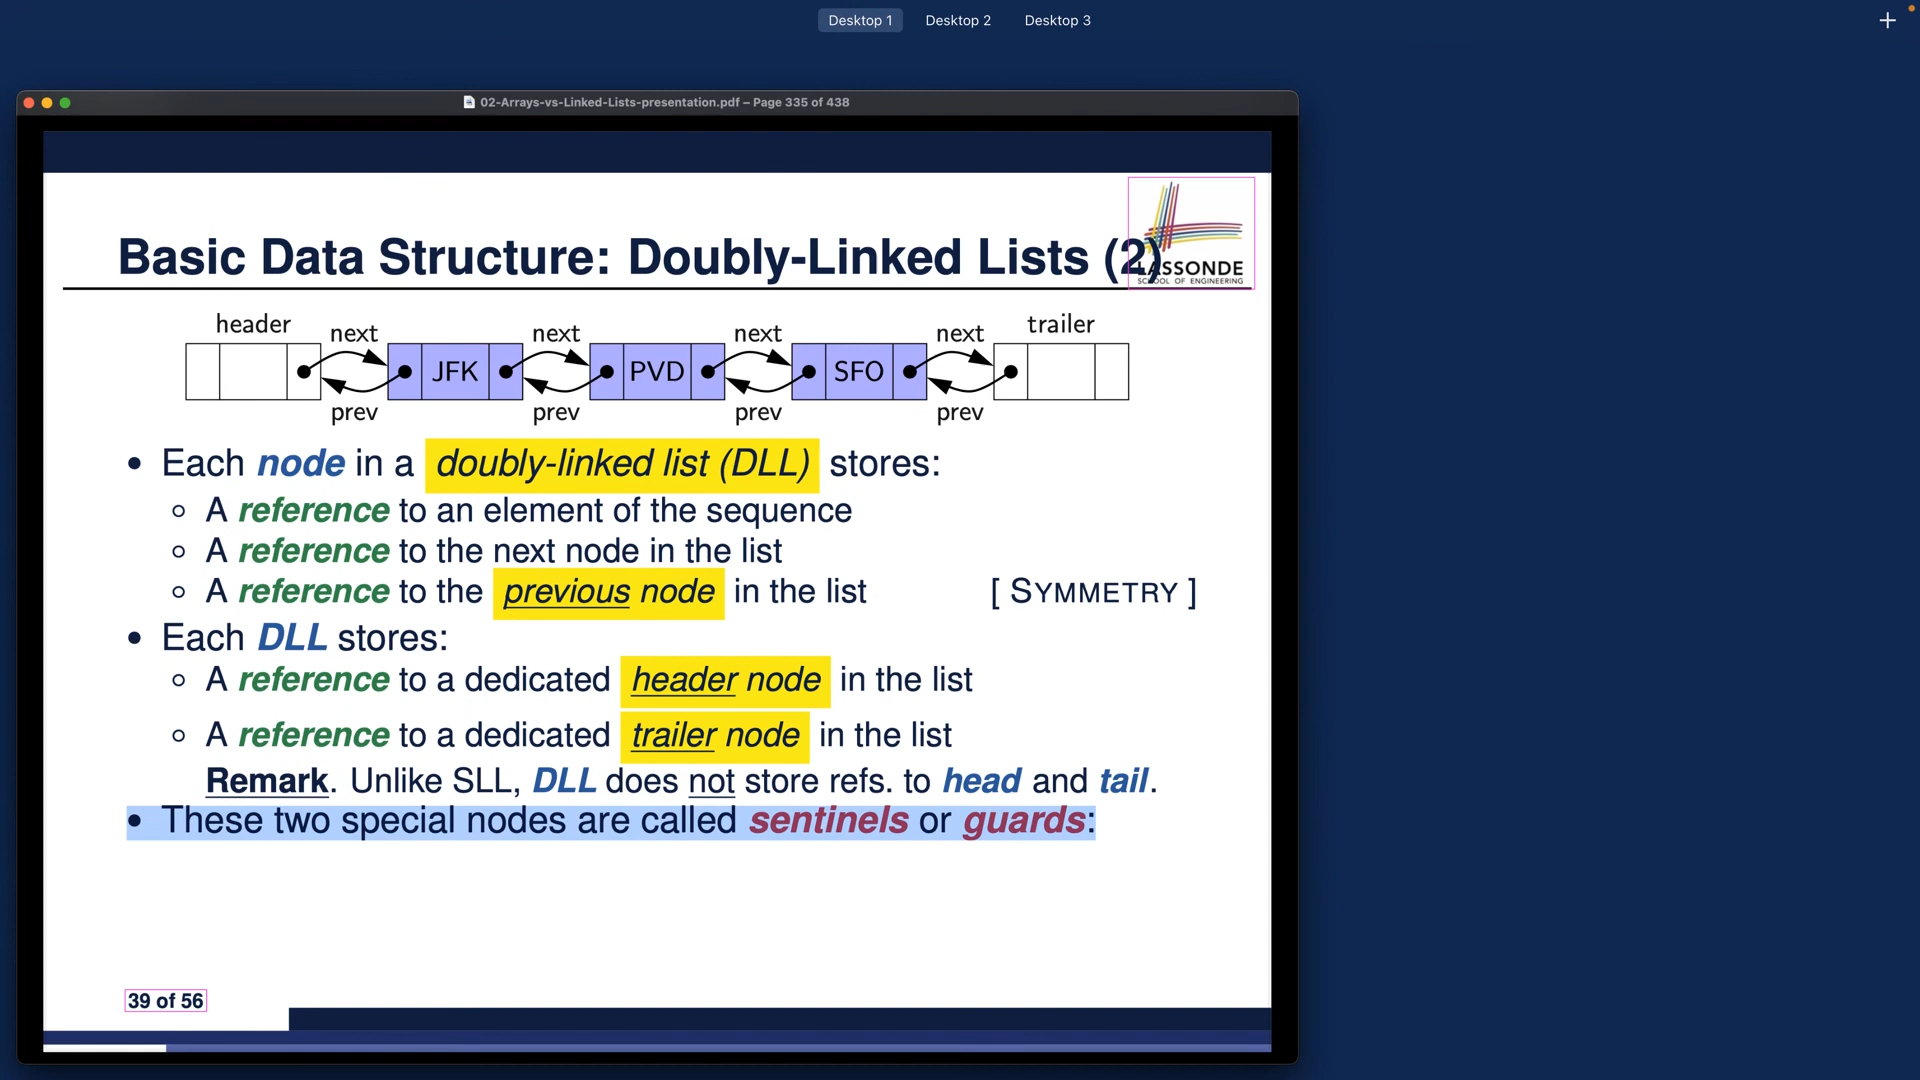 Desktop 1 Desktop 2 Desktop 3
02-Arrays-vs-Linked-Lists-presentation.pdf – Page 335 of 438
Basic Data Structure: Doubly-Linked Lists (2)
LASSONDE
SCHOOL OF ENGINEERING
header next next next next trailer
JFK PVD SFO
prev prev prev prev
• Each node in a doubly-linked list (DLL) stores:
◦ A reference to an element of the sequence
◦ A reference to the next node in the list
◦ A reference to the previous node in the list [ SYMMETRY ]
• Each DLL stores:
◦ A reference to a dedicated header node in the list
◦ A reference to a dedicated trailer node in the list
Remark. Unlike SLL, DLL does not store refs. to head and tail.
• These two special nodes are called sentinels or guards:
39 of 56